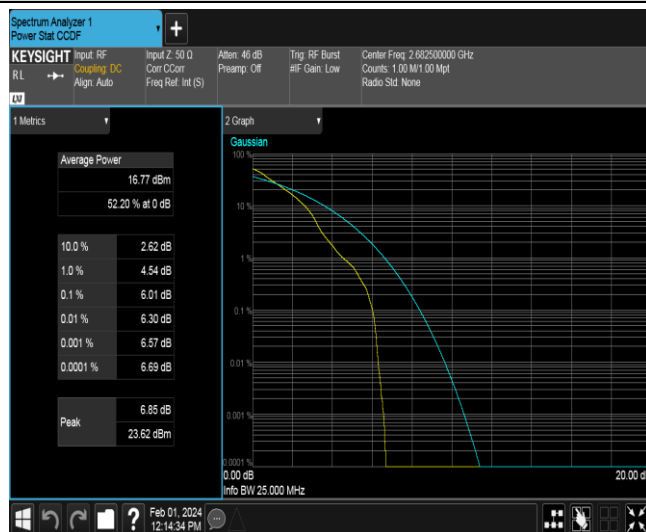 Spectrum Analyzer 1
Power Stat CCDF
+
KEYSIGHT
RL
LXI
Input: RF
Coupling: DC
Align: Auto
Input Z: 50 Ω
Corr CCorr
Freq Ref: Int (S)
Atten: 46 dB
Preamp: Off
Trig: RF Burst
#IF Gain: Low
Center Freq: 2.682500000 GHz
Counts: 1.00 M/1.00 Mpt
Radio Std: None
1 Metrics
Average Power
16.77 dBm
52.20 % at 0 dB
10.0 % 2.62 dB
1.0 % 4.54 dB
0.1 % 6.01 dB
0.01 % 6.30 dB
0.001 % 6.57 dB
0.0001 % 6.69 dB
Peak
6.85 dB
23.62 dBm
2 Graph
Gaussian
100 %
10 %
1 %
0.1 %
0.01 %
0.001 %
0.0001 %
0.00 dB
20.00 d
Info BW 25.000 MHz
?
Feb 01, 2024
12:14:34 PM